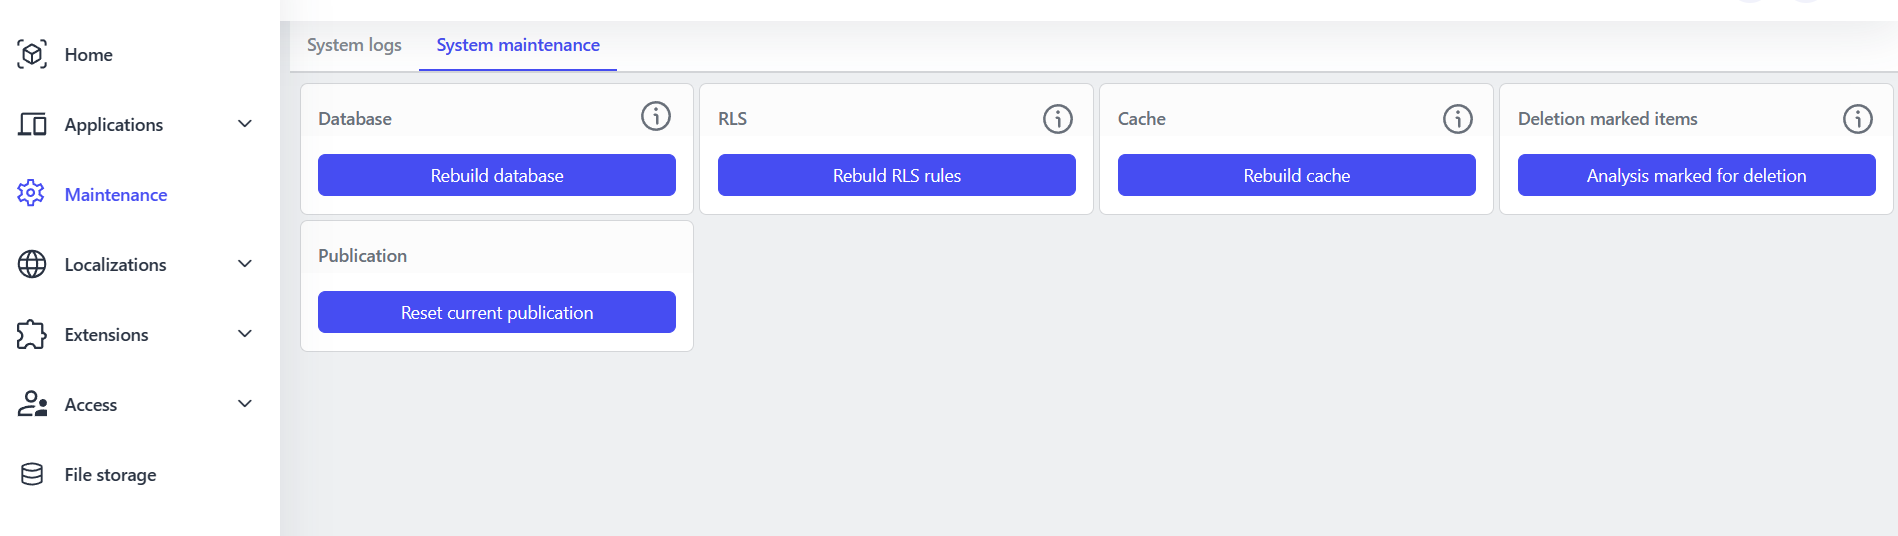 Home
Applications
Maintenance
Localizations
Extensions
Access
File storage
System logs
System maintenance
Database
Rebuild database
RLS
Rebuld RLS rules
Cache
Rebuild cache
Deletion marked items
Analysis marked for deletion
Publication
Reset current publication